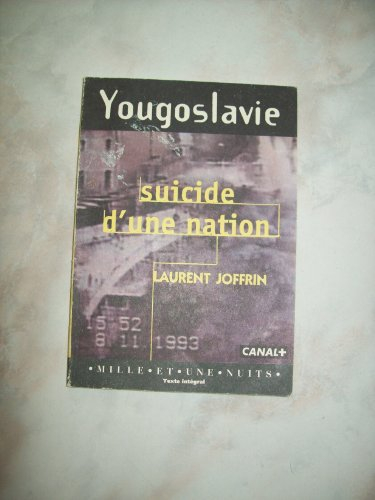 Yougoslavie
suicide
d'une nation
LAURENT JOFFRIN
15 52
8 11 1993
CANAL+
•MILLE•ET•UNE•NUITS•
Texte intégral